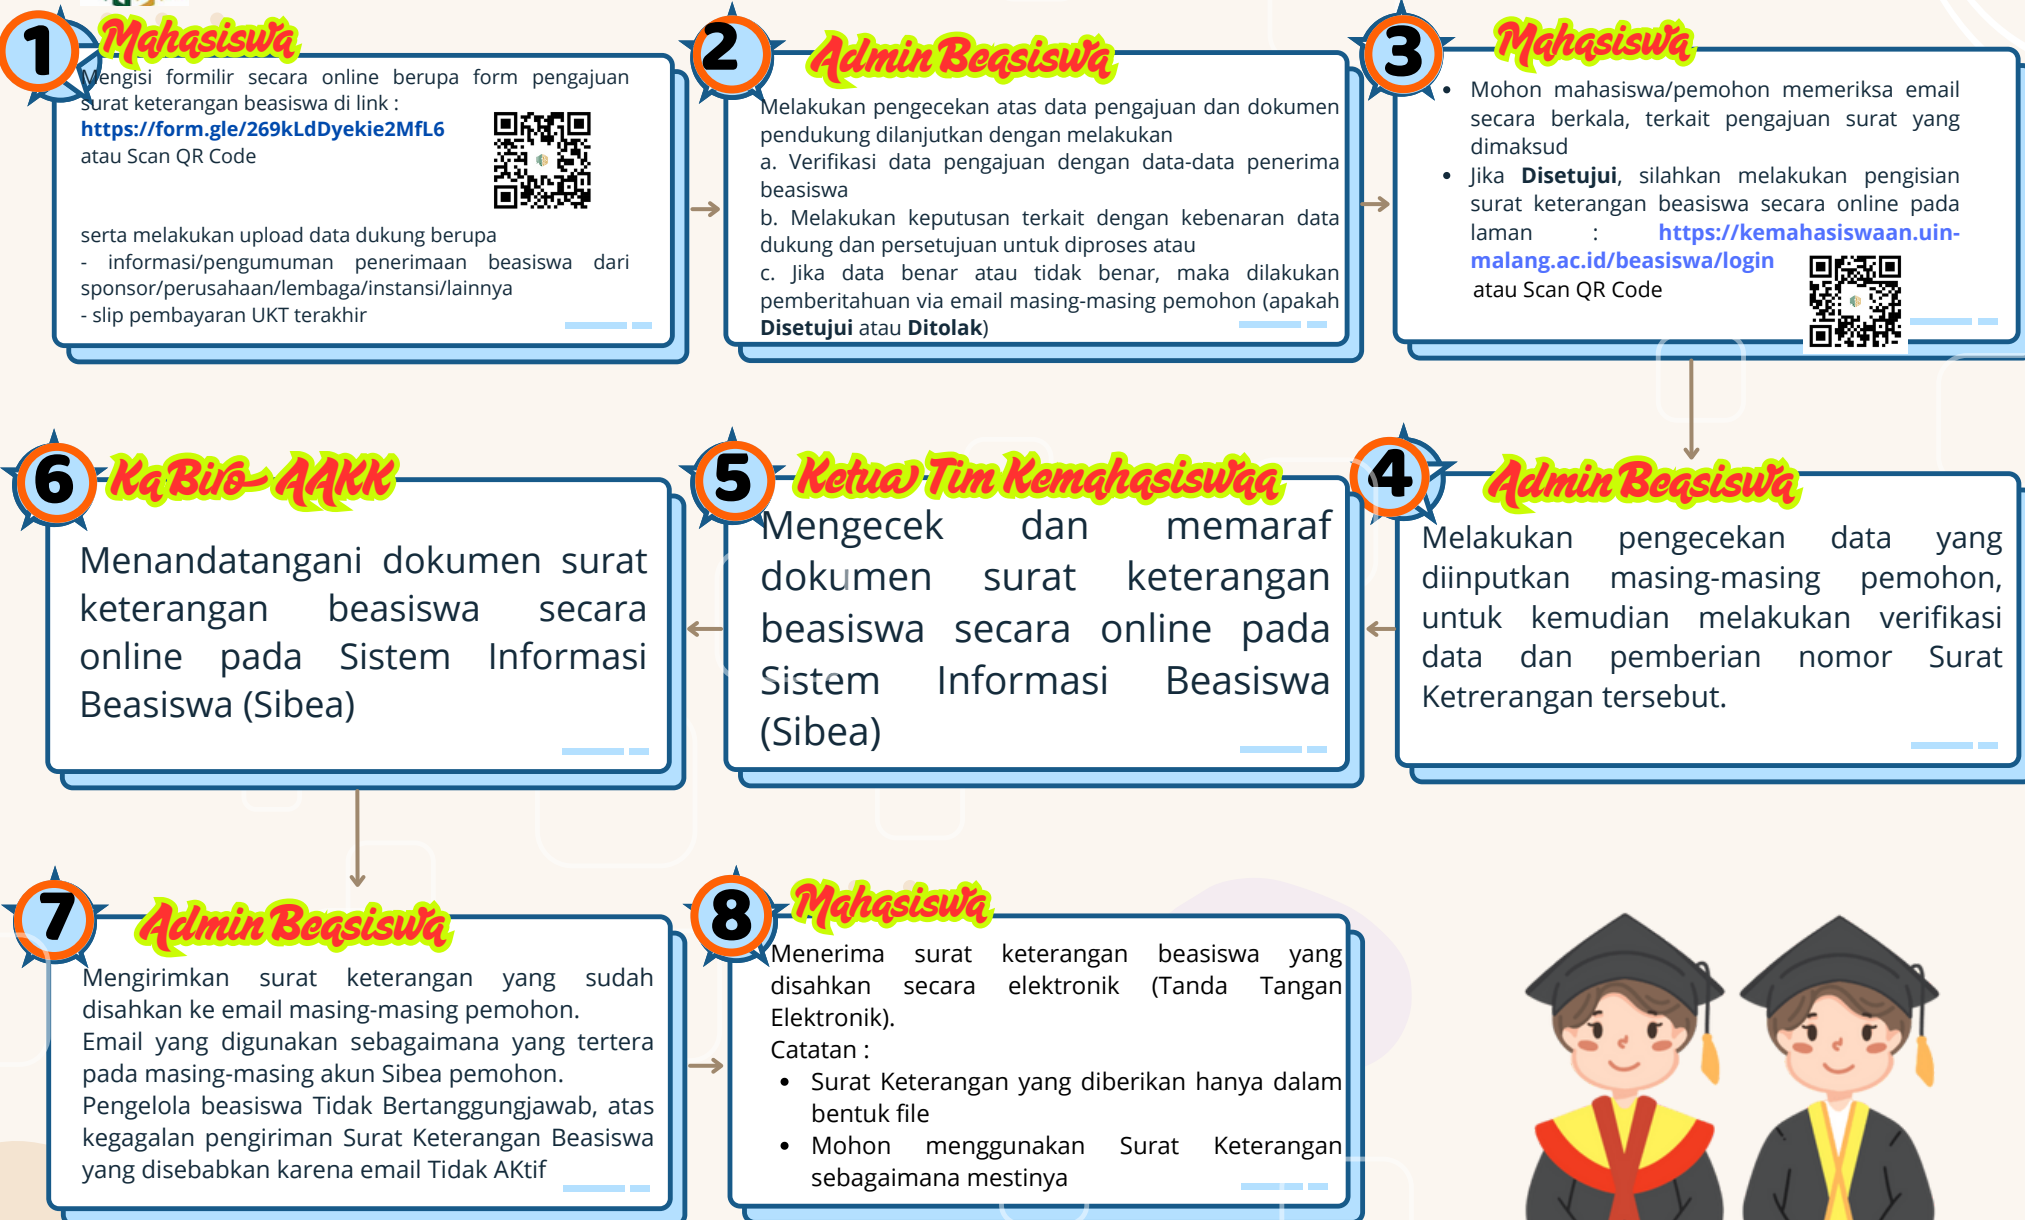 1
Mahasiswa
Mengisi formilir secara online berupa form pengajuan
surat keterangan beasiswa di link :
https://form.gle/269kLdDyekie2MfL6
atau Scan QR Code
serta melakukan upload data dukung berupa
- informasi/pengumuman penerimaan beasiswa dari
sponsor/perusahaan/lembaga/instansi/lainnya
- slip pembayaran UKT terakhir
2
Admin Beasiswa
Melakukan pengecekan atas data pengajuan dan dokumen
pendukung dilanjutkan dengan melakukan
a. Verifikasi data pengajuan dengan data-data penerima
beasiswa
b. Melakukan keputusan terkait dengan kebenaran data
dukung dan persetujuan untuk diproses atau
c. Jika data benar atau tidak benar, maka dilakukan
pemberitahuan via email masing-masing pemohon (apakah
Disetujui atau Ditolak)
3
Mahasiswa
• Mohon mahasiswa/pemohon memeriksa email
secara berkala, terkait pengajuan surat yang
dimaksud
• Jika Disetujui, silahkan melakukan pengisian
surat keterangan beasiswa secara online pada
laman : https://kemahasiswaan.uin-
malang.ac.id/beasiswa/login
atau Scan QR Code
4
Admin Beasiswa
Melakukan pengecekan data yang
diinputkan masing-masing pemohon,
untuk kemudian melakukan verifikasi
data dan pemberian nomor Surat
Ketrerangan tersebut.
5
Ketua Tim Kemahasiswaa
Mengecek dan memaraf
dokumen surat keterangan
beasiswa secara online pada
Sistem Informasi Beasiswa
(Sibea)
6
Ka Biro AAKK
Menandatangani dokumen surat
keterangan beasiswa secara
online pada Sistem Informasi
Beasiswa (Sibea)
7
Admin Beasiswa
Mengirimkan surat keterangan yang sudah
disahkan ke email masing-masing pemohon.
Email yang digunakan sebagaimana yang tertera
pada masing-masing akun Sibea pemohon.
Pengelola beasiswa Tidak Bertanggungjawab, atas
kegagalan pengiriman Surat Keterangan Beasiswa
yang disebabkan karena email Tidak AKtif
8
Mahasiswa
Menerima surat keterangan beasiswa yang
disahkan secara elektronik (Tanda Tangan
Elektronik).
Catatan :
• Surat Keterangan yang diberikan hanya dalam
bentuk file
• Mohon menggunakan Surat Keterangan
sebagaimana mestinya